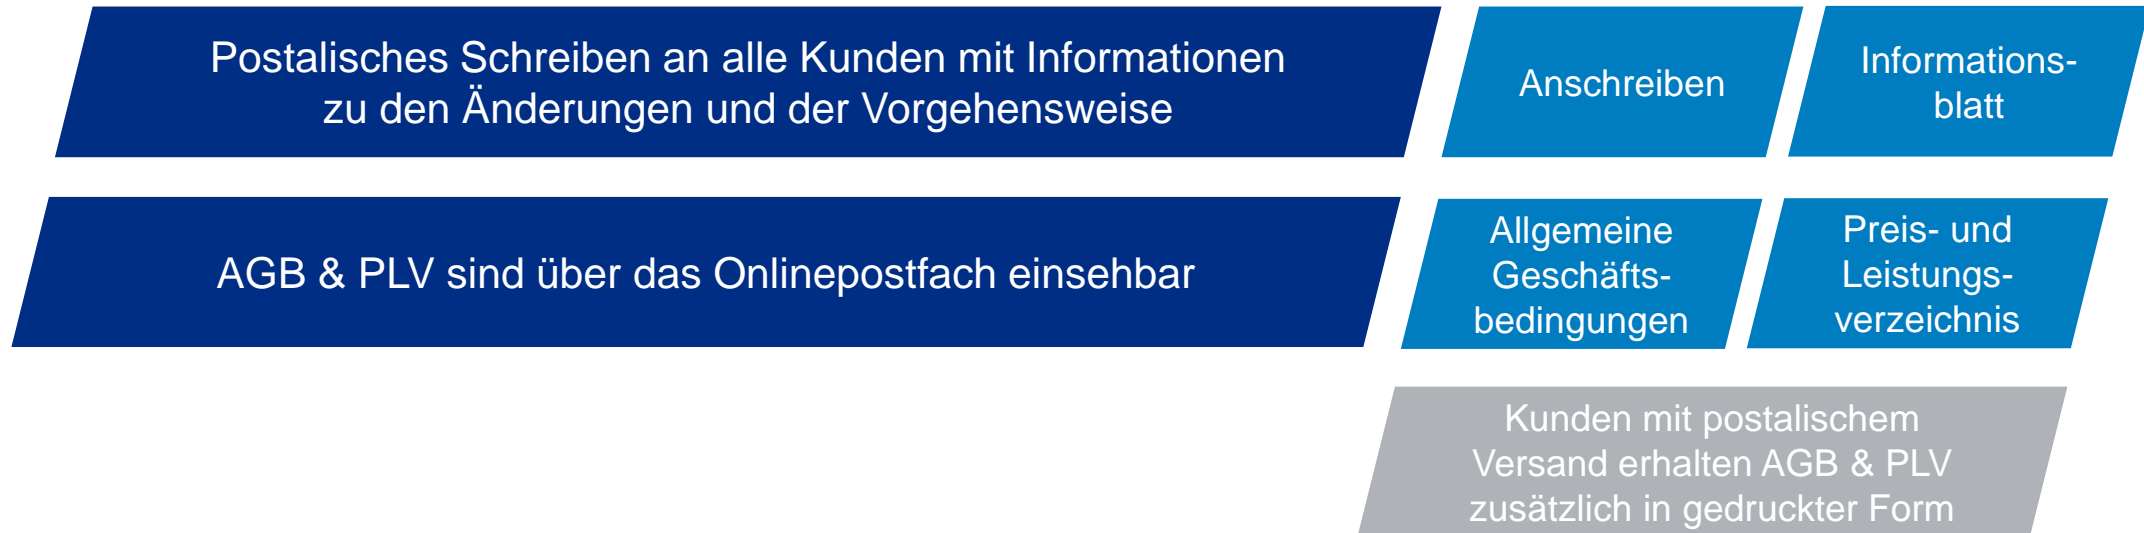 Postalisches Schreiben an alle Kunden mit Informationen
zu den Änderungen und der Vorgehensweise
Anschreiben
Informations-
blatt
AGB & PLV sind über das Onlinepostfach einsehbar
Allgemeine
Geschäfts-
bedingungen
Preis- und
Leistungs-
verzeichnis
Kunden mit postalischem
Versand erhalten AGB & PLV
zusätzlich in gedruckter Form